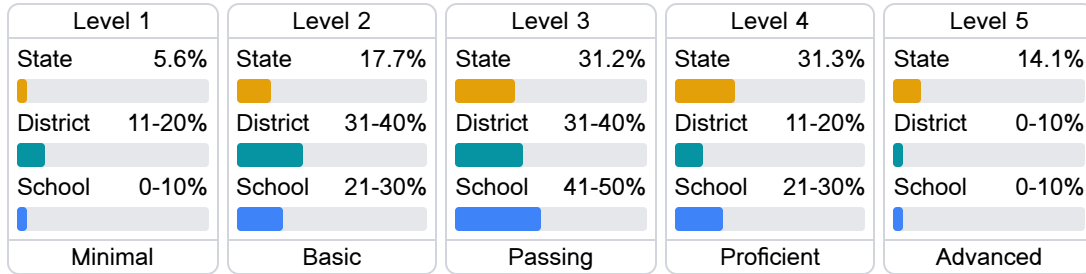 Level 1
State 5.6%
District 11-20%
School 0-10%
Minimal
Level 2
State 17.7%
District 31-40%
School 21-30%
Basic
Level 3
State 31.2%
District 31-40%
School 41-50%
Passing
Level 4
State 31.3%
District 11-20%
School 21-30%
Proficient
Level 5
State 14.1%
District 0-10%
School 0-10%
Advanced